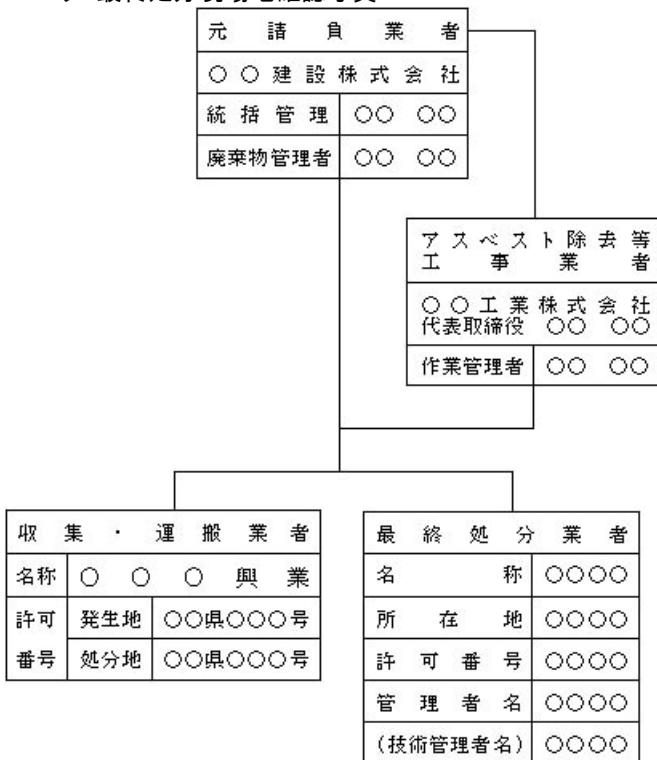 元請負業者
○○建設株式会社
統括管理 ○○ ○○
廃棄物管理者 ○○ ○○
アスベスト除去等
工事業者
○○工業株式会社
代表取締役 ○○ ○○
作業管理者 ○○ ○○
収集・運搬業者
名称 ○○○興業
許可 発生地 ○○県○○○号
番号 処分地 ○○県○○○号
最終処分業者
名称 ○○○○
所在地 ○○○○
許可番号 ○○○○
管理者名 ○○○○
(技術管理者名) ○○○○